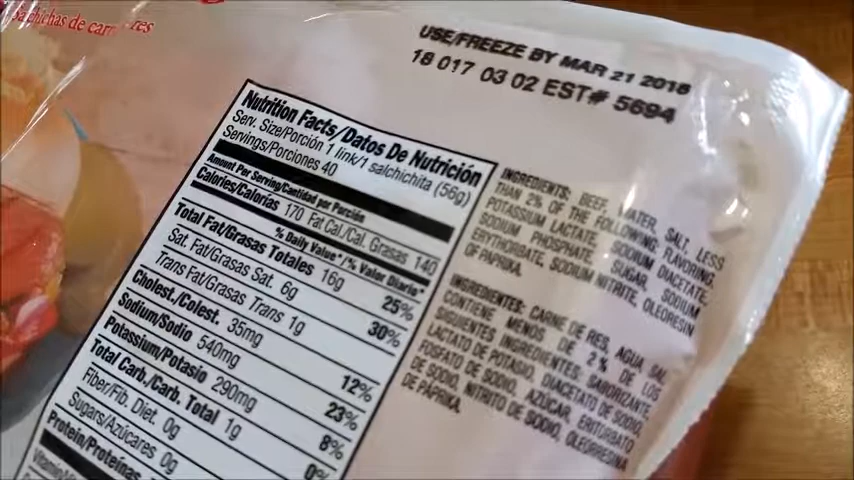 salchichas de
USE/FREEZE BY MAR 21 2018
18 017 03 02 EST# 5694
Nutrition Facts/Datos De Nutrición
Serv. Size/Porción 1 link/1 salchichita (56g)
Servings/Porciones 40
Amount Per Serving/Cantidad por Porción
Calories/Calorías 170 Fat Cal./Cal. Grasas 140
% Daily Value*/% Valor Diario*
Total Fat/Grasas Totales 16g 25%
Sat. Fat/Grasas Sat. 6g 30%
Trans Fat/Grasas Trans 1g
Cholest./Colest. 35mg 12%
Sodium/Sodio 540mg 23%
Potassium/Potasio 290mg 8%
Total Carb./Carb. Total 1g 0%
Fiber/Fib. Diet. 0g
Sugars/Azúcares 0g
Protein/Proteínas
INGREDIENTS: BEEF, WATER, SALT, LESS
THAN 2% OF THE FOLLOWING: FLAVORING,
POTASSIUM LACTATE, SODIUM DIACETATE,
SODIUM PHOSPHATE, SUGAR, SODIUM
ERYTHORBATE, SODIUM NITRITE, OLEORESIN
OF PAPRIKA.
INGREDIENTES: CARNE DE RES, AGUA, SAL,
CONTIENE MENOS DE 2% DE LOS
SIGUIENTES INGREDIENTES: SABORIZANTE,
LACTATO DE POTASIO, DIACETATO DE SODIO,
FOSFATO DE SODIO, AZÚCAR, ERITORBATO
DE SODIO, NITRITO DE SODIO, OLEORRESINA
DE PAPRIKA.